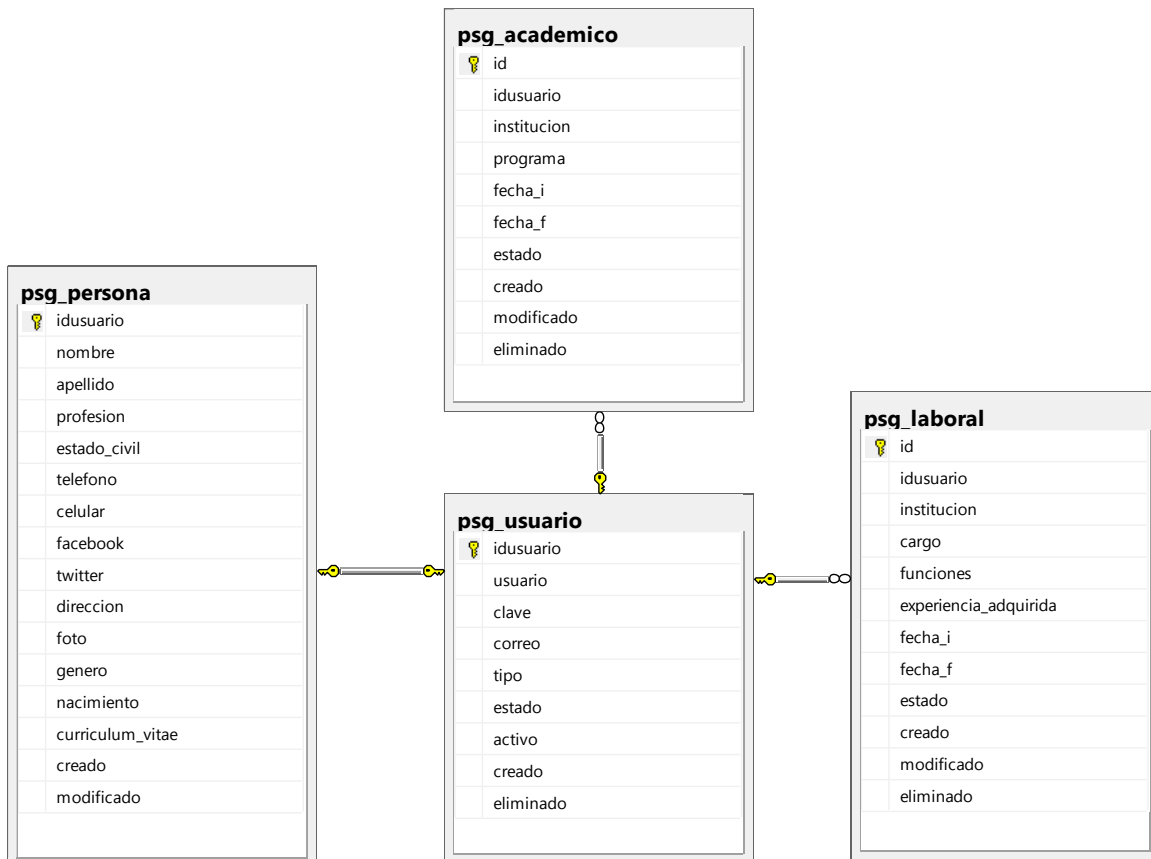 psg_academico
id
idusuario
institucion
programa
fecha_i
fecha_f
estado
creado
modificado
eliminado
psg_persona
idusuario
nombre
apellido
profesion
estado_civil
telefono
celular
facebook
twitter
direccion
foto
genero
nacimiento
curriculum_vitae
creado
modificado
psg_usuario
idusuario
usuario
clave
correo
tipo
estado
activo
creado
eliminado
psg_laboral
id
idusuario
institucion
cargo
funciones
experiencia_adquirida
fecha_i
fecha_f
estado
creado
modificado
eliminado